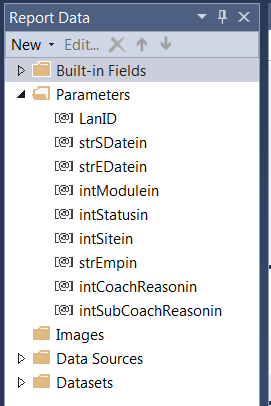 Report Data
New Edit...
Built-in Fields
Parameters
[@] LanID
[@] strSDatein
[@] strEDatein
[@] intModulein
[@] intStatusin
[@] intSitein
[@] strEmpin
[@] intCoachReasonin
[@] intSubCoachReasonin
Images
Data Sources
Datasets